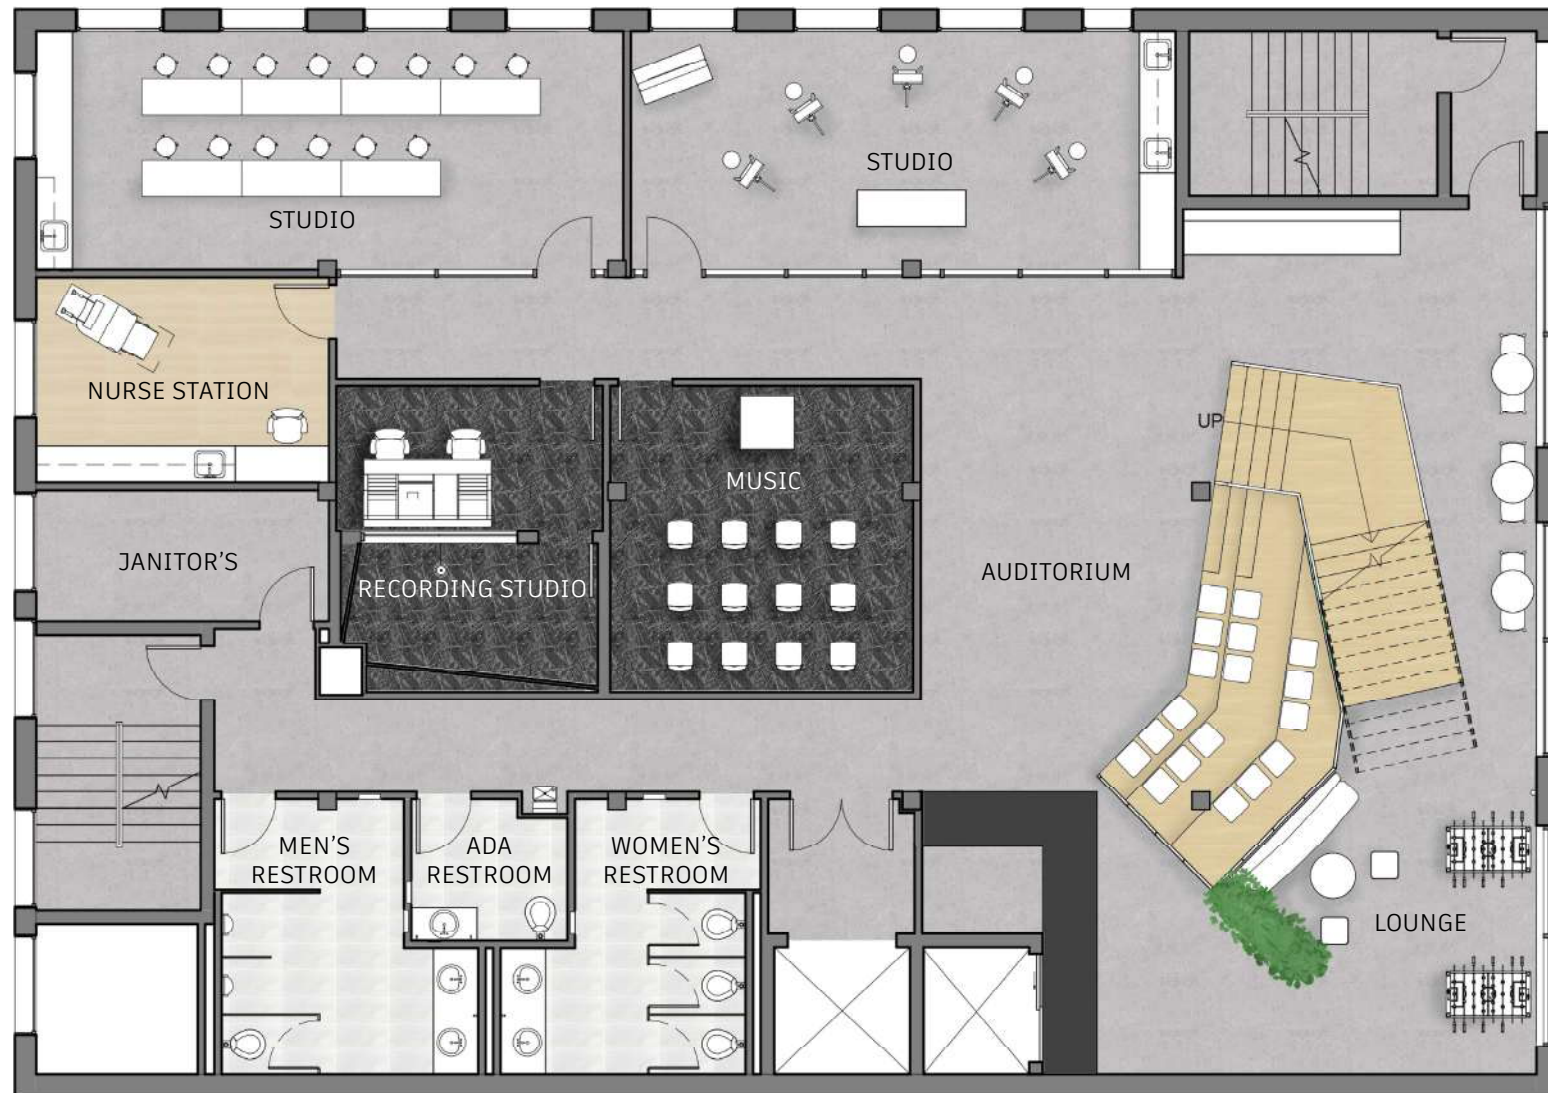 STUDIO
STUDIO
NURSE STATION
UP
MUSIC
JANITOR'S
RECORDING STUDIO
AUDITORIUM
MEN'S
RESTROOM
ADA
RESTROOM
WOMEN'S
RESTROOM
LOUNGE